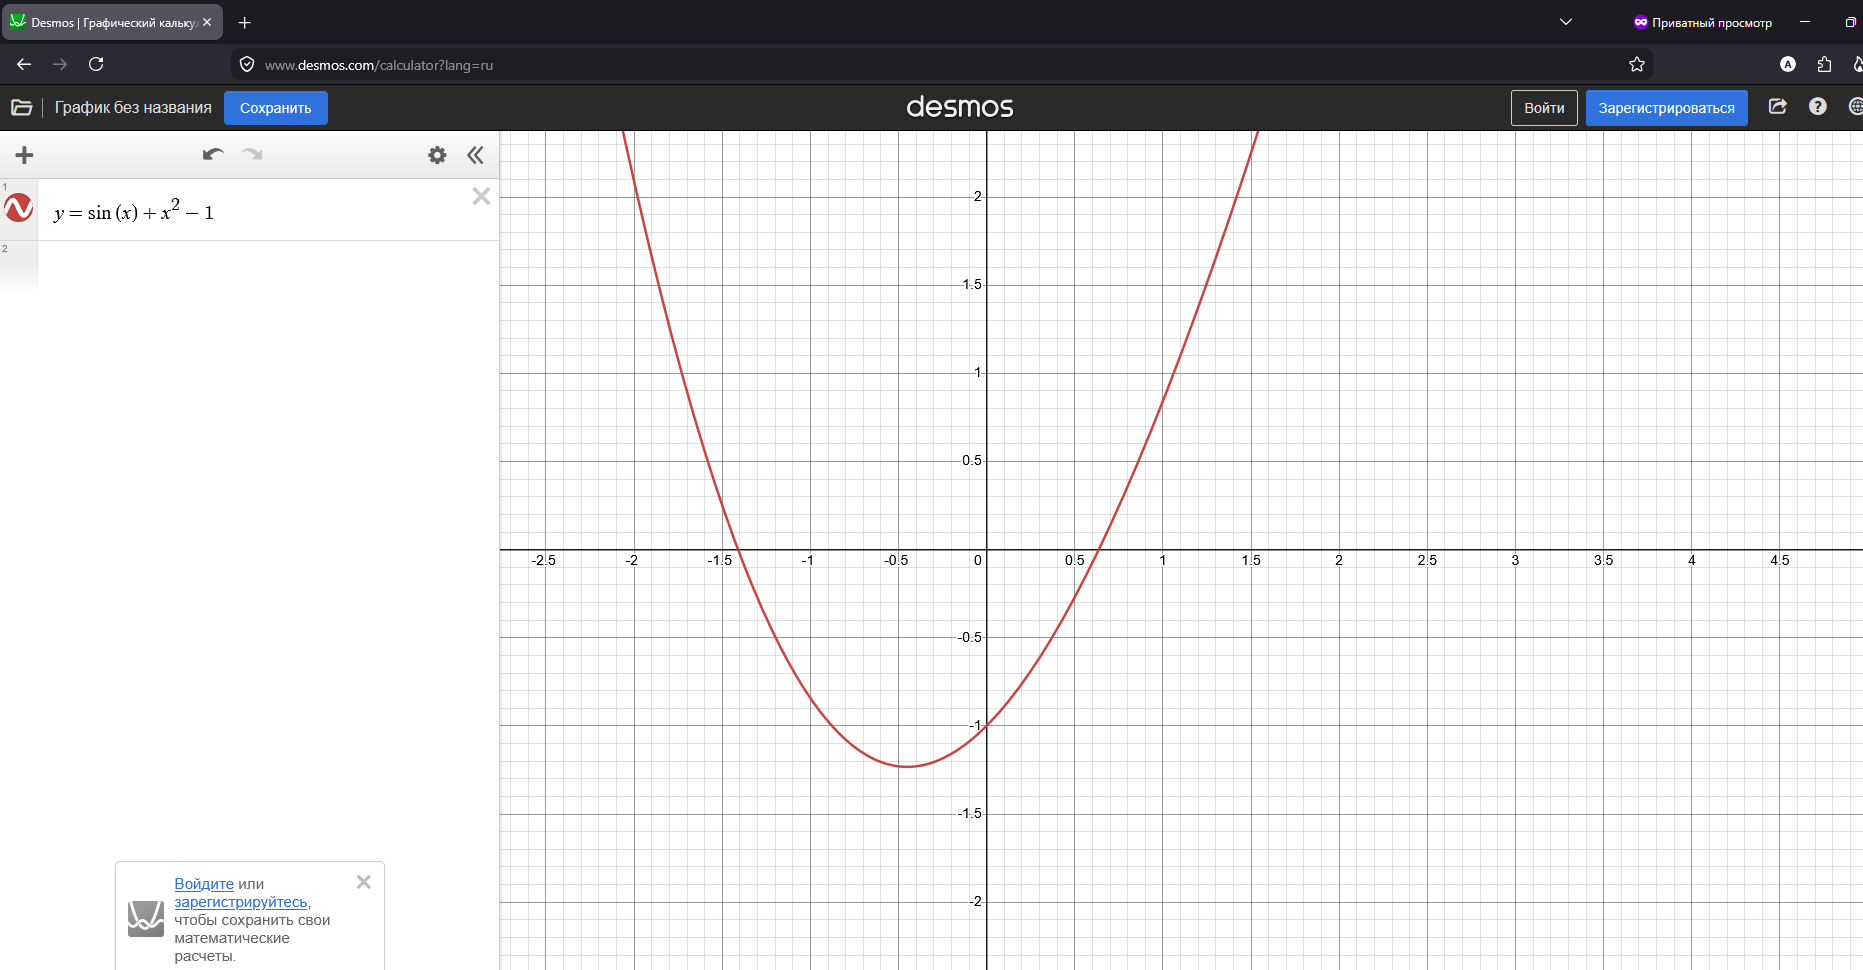 Desmos | Графический кальку
Приватный просмотр
www.desmos.com/calculator?lang=ru
График без названия
Сохранить
desmos
Войти
Зарегистрироваться
1
y = sin (x) + x² − 1
2
2
1.5
1
0.5
-2.5 -2 -1.5 -1 -0.5 0 0.5 1 1.5 2 2.5 3 3.5 4 4.5
-0.5
-1
-1.5
-2
Войдите или
зарегистрируйтесь,
чтобы сохранить свои
математические
расчеты.